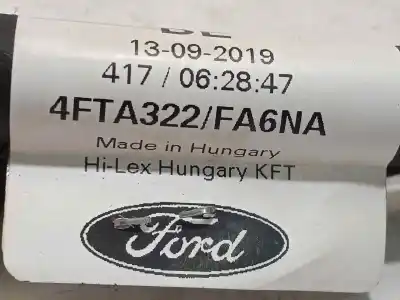 13-09-2019
417 / 06:28:47
4FTA322/FA6NA
Made in Hungary
Hi-Lex Hungary KFT
Ford